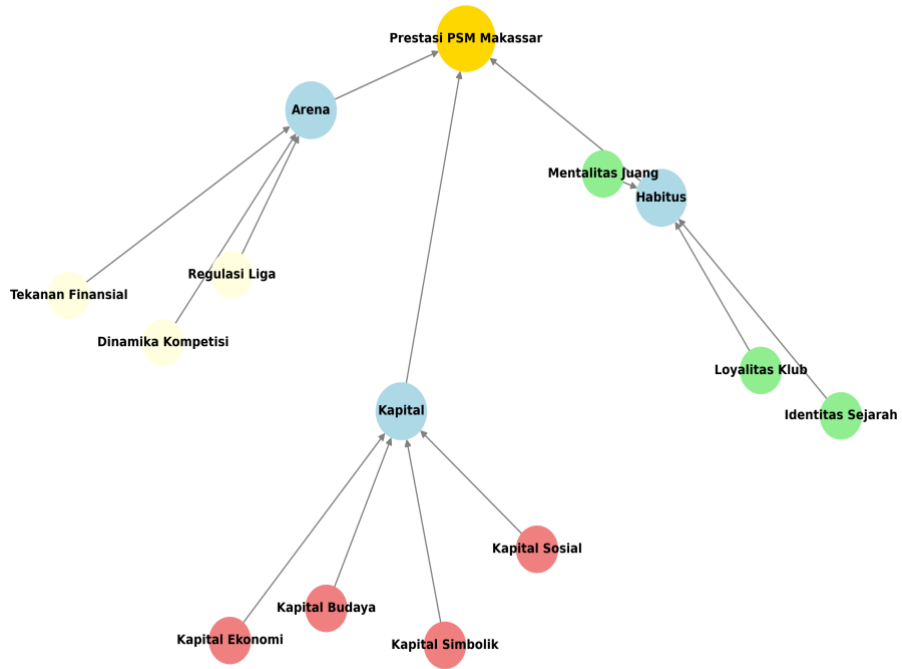 Prestasi PSM Makassar
Arena
Mentalitas Juang
Habitus
Regulasi Liga
Tekanan Finansial
Dinamika Kompetisi
Loyalitas Klub
Identitas Sejarah
Kapital
Kapital Sosial
Kapital Budaya
Kapital Ekonomi
Kapital Simbolik